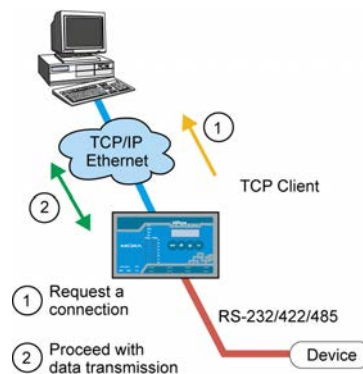 1
TCP/IP
Ethernet
TCP Client
2
MOXA
1 Request a
connection
RS-232/422/485
2 Proceed with
data transmission
Device